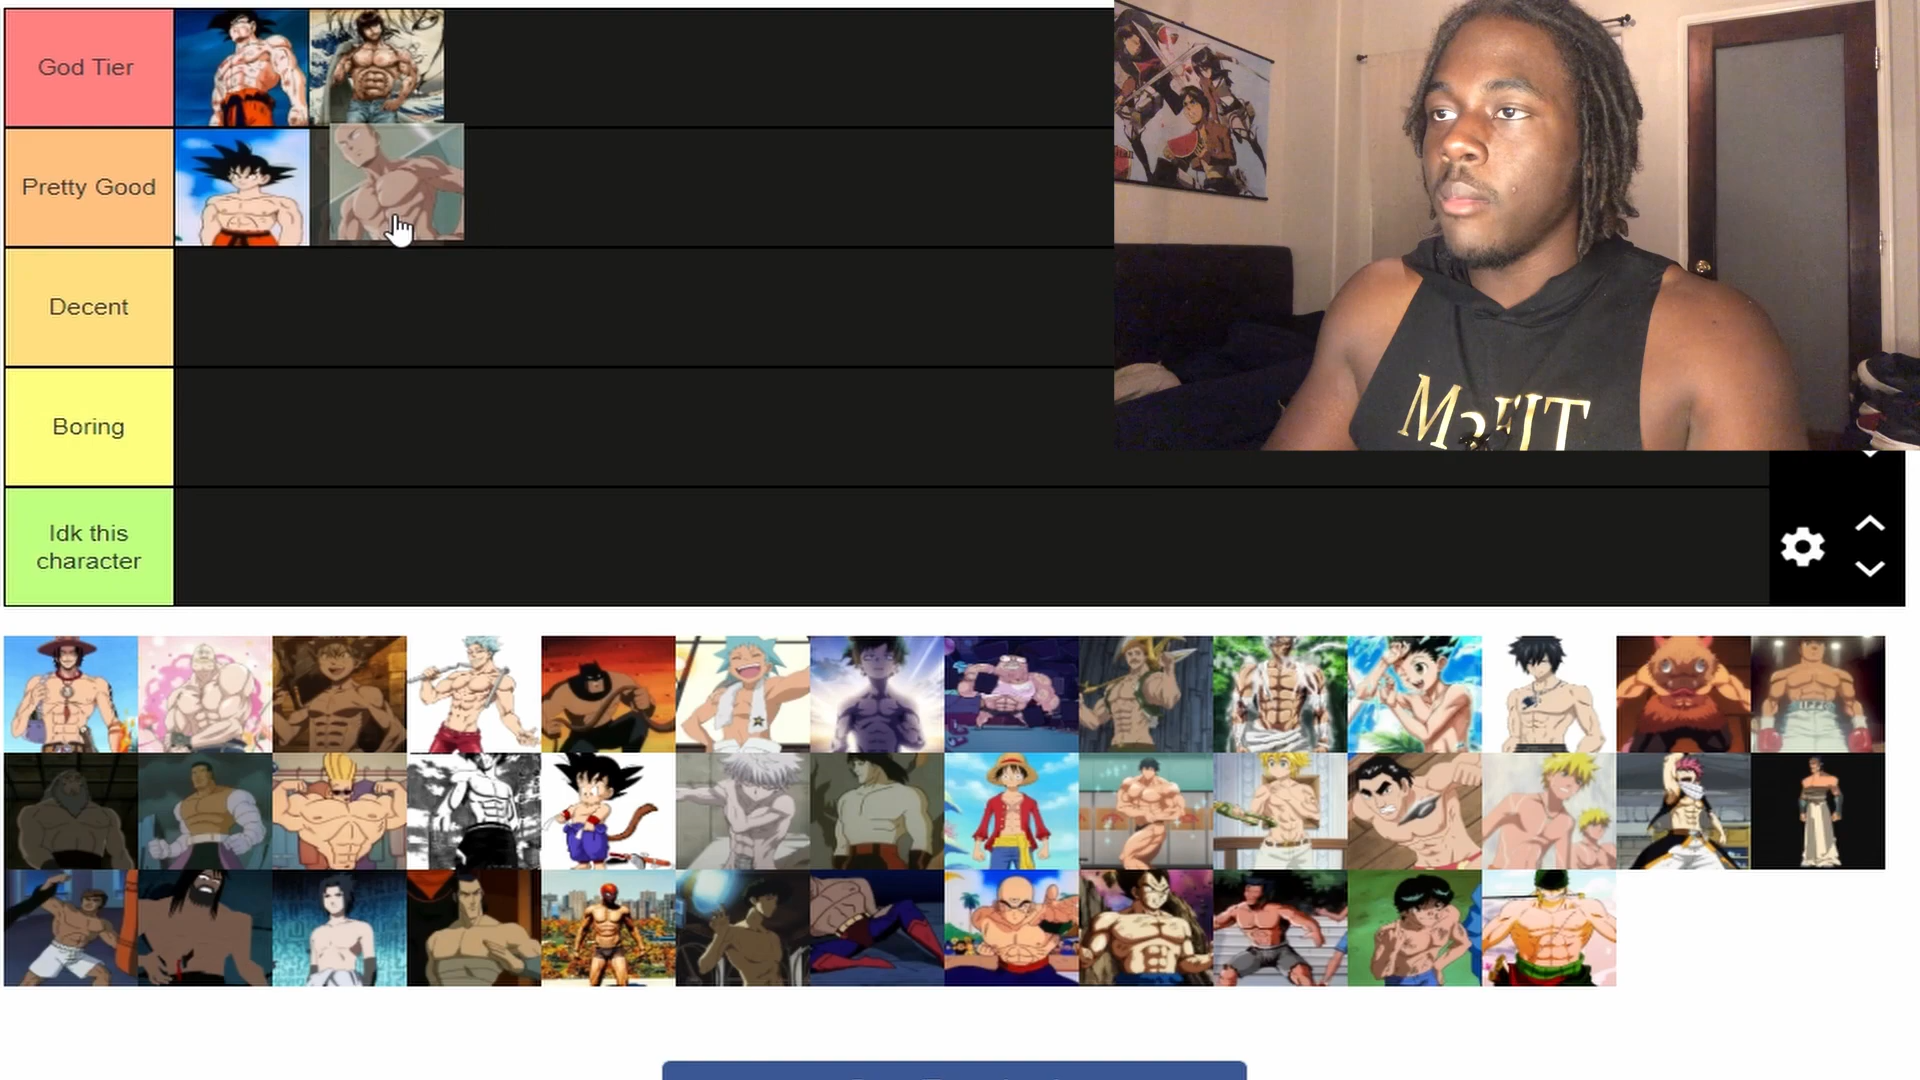 God Tier
Pretty Good
Decent
Boring
Idk this
character